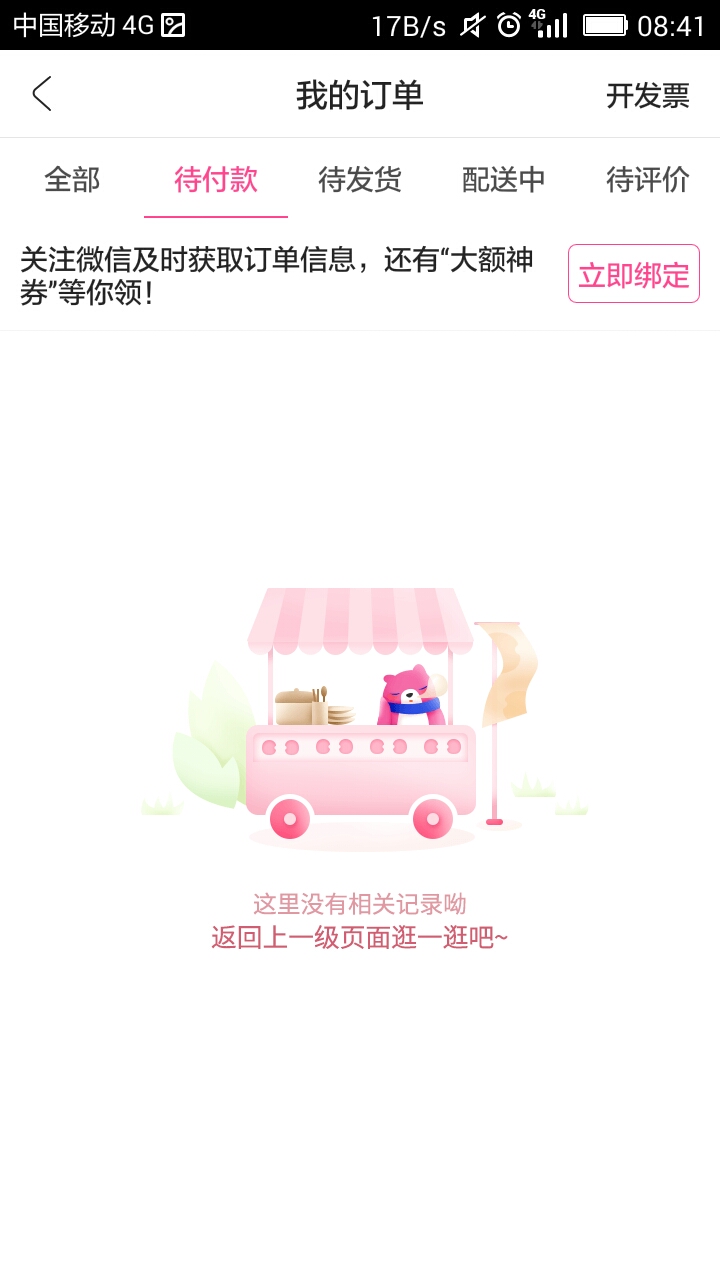 中国移动 4G 17B/s 4G 08:41
我的订单 开发票
全部 待付款 待发货 配送中 待评价
关注微信及时获取订单信息，还有“大额神
券”等你领！
立即绑定
这里没有相关记录呦
返回上一级页面逛一逛吧~